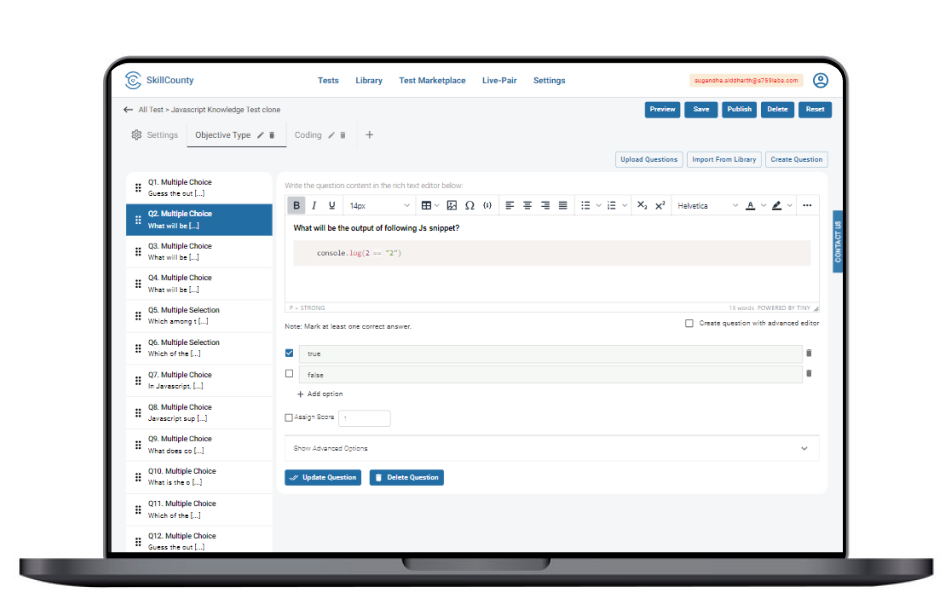 SkillCounty
Tests Library Test Marketplace Live-Pair Settings
sugandha.siddharth@s759labs.com
All Test > Javascript Knowledge Test clone
Preview Save Publish Delete Reset
Settings Objective Type Coding +
Upload Questions Import From Library Create Question
Q1. Multiple Choice
Guess the out [...]
Q2. Multiple Choice
What will be [...]
Q3. Multiple Choice
What will be [...]
Q4. Multiple Choice
What will be [...]
Q5. Multiple Selection
Which among t [...]
Q6. Multiple Selection
Which of the [...]
Q7. Multiple Choice
In Javascript, [...]
Q8. Multiple Choice
Javascript sup [...]
Q9. Multiple Choice
What does co [...]
Q10. Multiple Choice
What is the o [...]
Q11. Multiple Choice
Which of the [...]
Q12. Multiple Choice
Guess the out [...]
Write the question content in the rich text editor below:
B I U 14px Ω X₂ X² Helvetica A ...
What will be the output of following Js snippet?
console.log(2 == "2")
P » STRONG
words POWERED BY TINY
Note: Mark at least one correct answer.
Create question with advanced editor
true
false
+ Add option
Assign Score 1
Show Advanced Options
Update Question Delete Question
CONTACT US